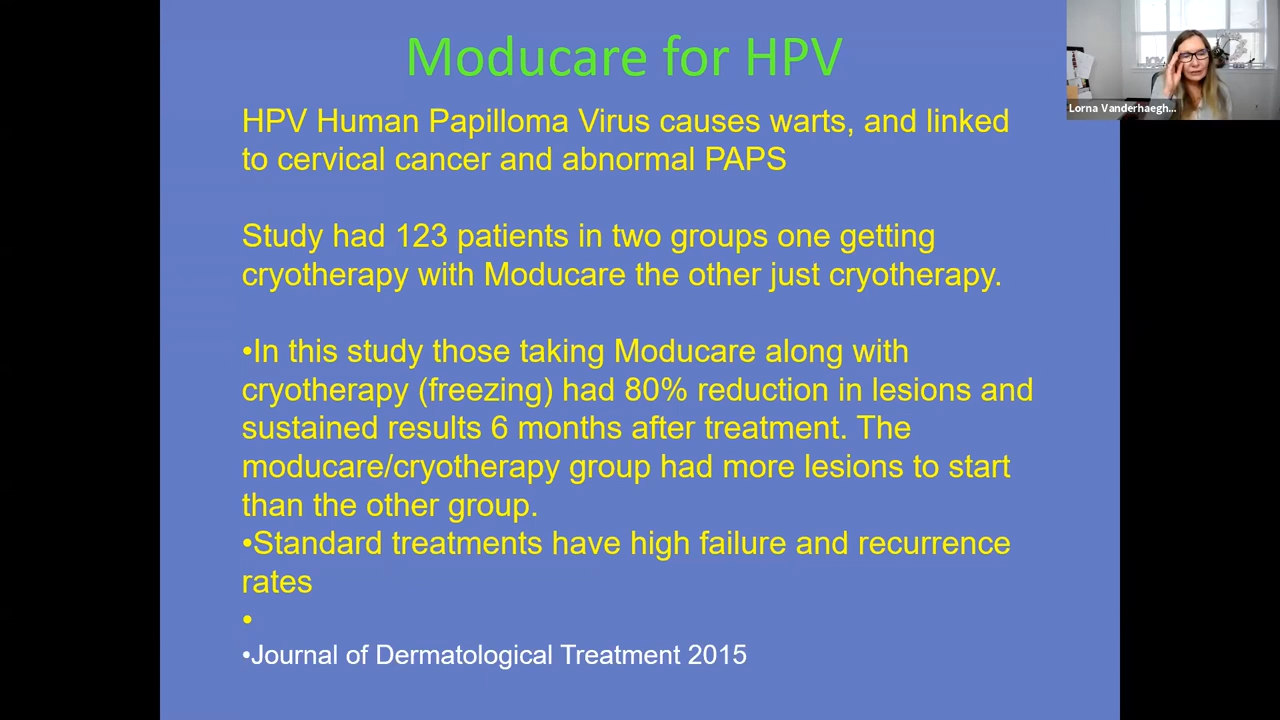 Moducare for HPV
HPV Human Papilloma Virus causes warts, and linked
to cervical cancer and abnormal PAPS
Study had 123 patients in two groups one getting
cryotherapy with Moducare the other just cryotherapy.
•In this study those taking Moducare along with
cryotherapy (freezing) had 80% reduction in lesions and
sustained results 6 months after treatment. The
moducare/cryotherapy group had more lesions to start
than the other group.
•Standard treatments have high failure and recurrence
rates
•
•Journal of Dermatological Treatment 2015
Lorna Vanderhaegh...
JOY